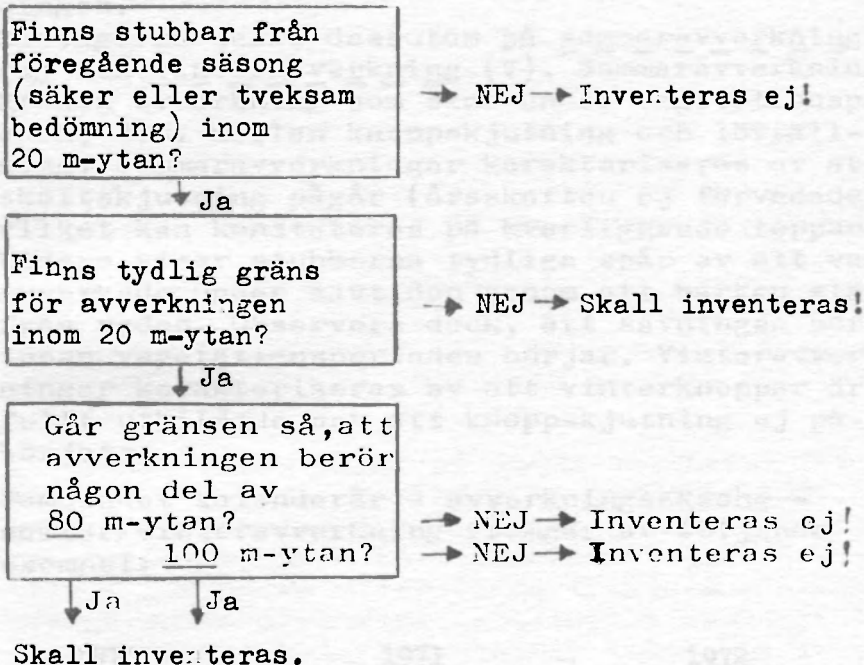 Finns stubbar från
föregående säsong
(säker eller tveksam → NEJ → Inventeras ej!
bedömning) inom
20 m-ytan?
Ja
Finns tydlig gräns
för avverkningen → NEJ → Skall inventeras!
inom 20 m-ytan?
Ja
Går gränsen så,att
avverkningen berör
någon del av
80 m-ytan? → NEJ → Inventeras ej!
100 m-ytan? → NEJ → Inventeras ej!
Ja Ja
Skall inventeras.
1971 1972